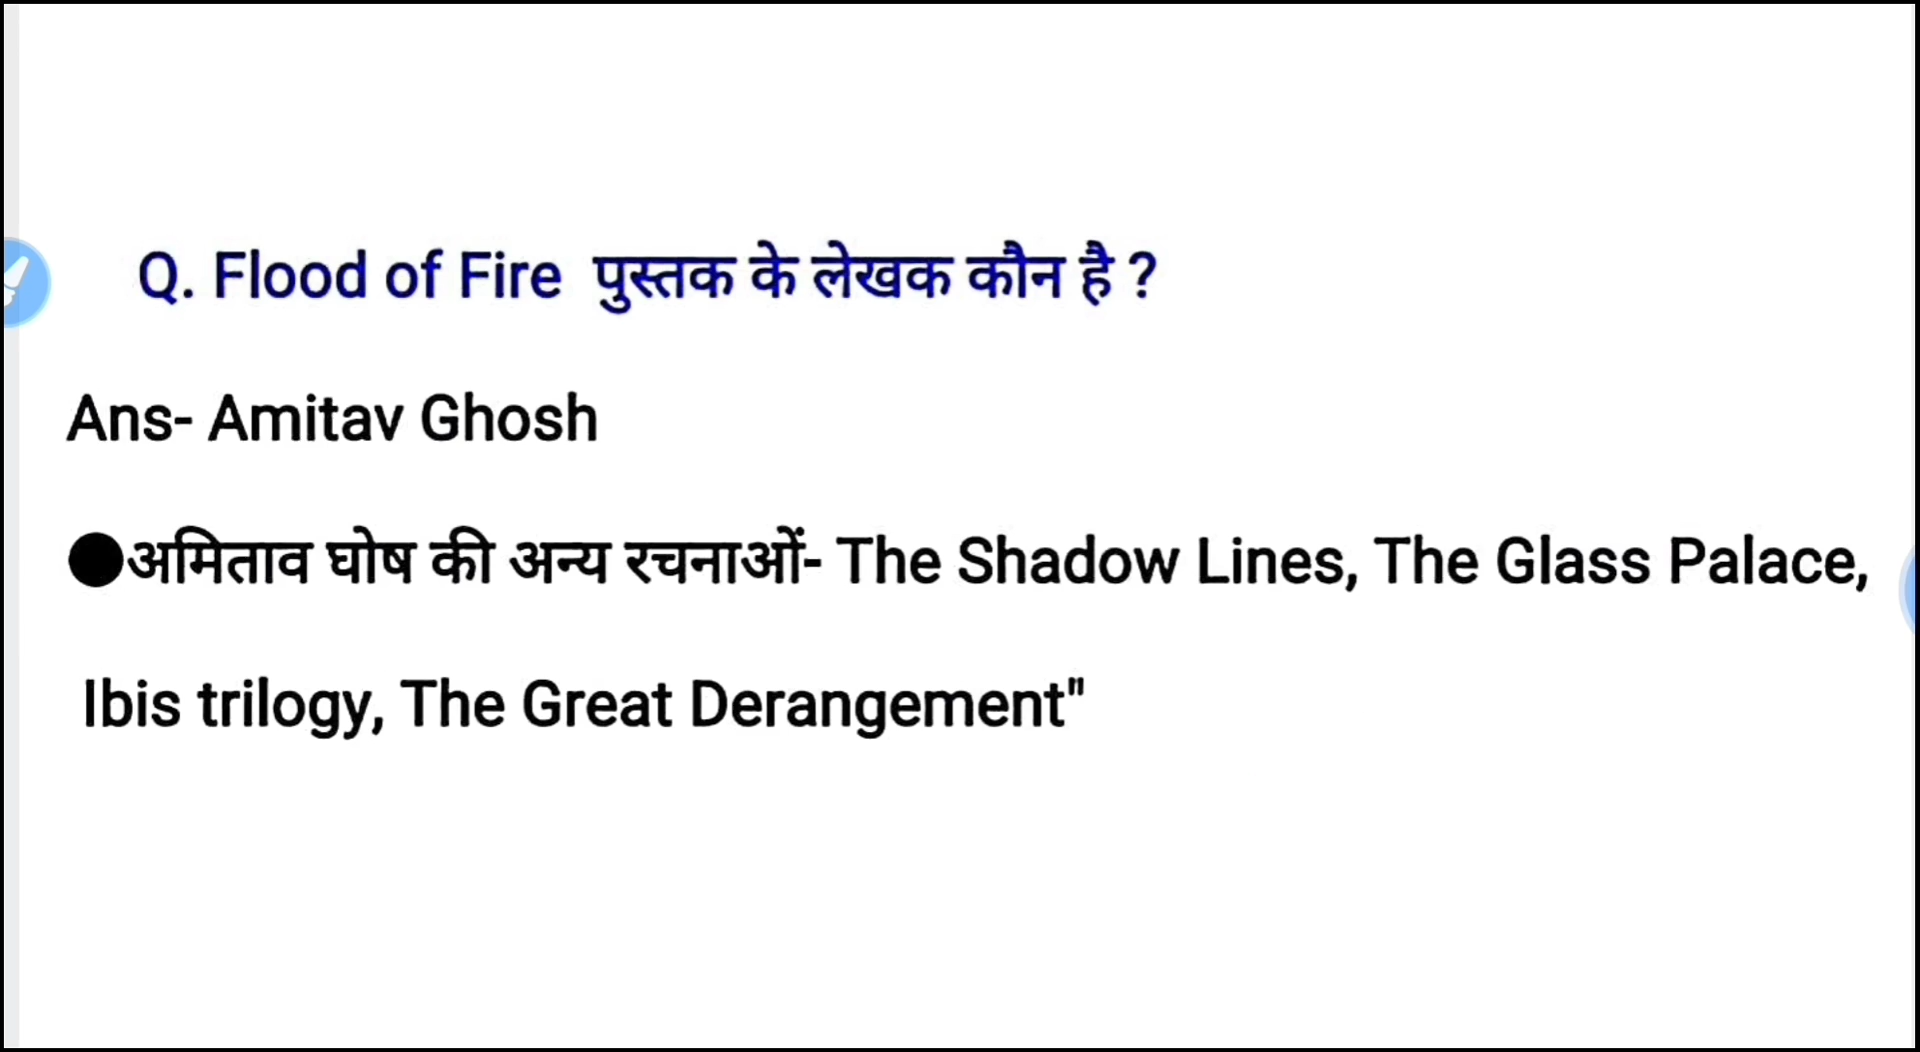 Q. Flood of Fire पुस्तक के लेखक कौन है ?
Ans- Amitav Ghosh
●अमिताव घोष की अन्य रचनाओं- The Shadow Lines, The Glass Palace,
Ibis trilogy, The Great Derangement"